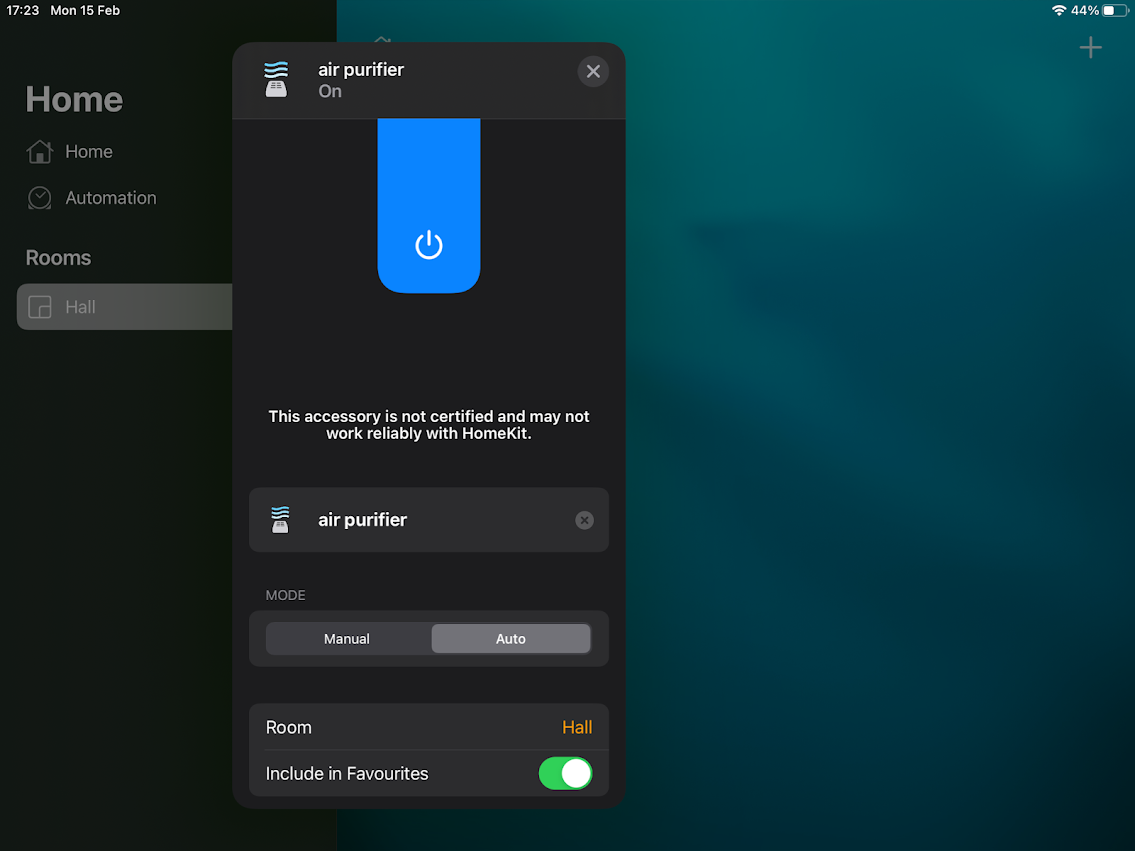 17:23 Mon 15 Feb
44%
Home
Home
Automation
Rooms
Hall
air purifier
On
This accessory is not certified and may not
work reliably with HomeKit.
air purifier
MODE
Manual Auto
Room Hall
Include in Favourites